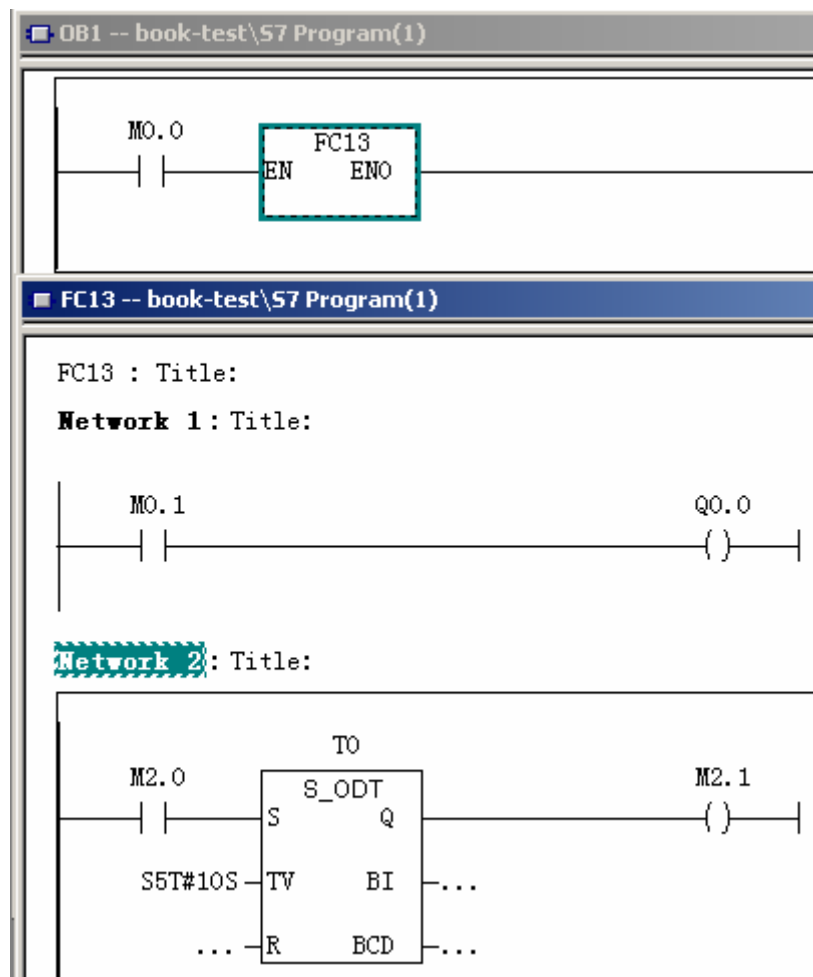 OB1 -- book-test\S7 Program(1)
M0.0
FC13
EN ENO
FC13 -- book-test\S7 Program(1)
FC13 : Title:
Network 1 : Title:
M0.1 Q0.0
Network 2 : Title:
T0
M2.0 S_ODT M2.1
S Q
S5T#10S TV BI ...
... R BCD ...